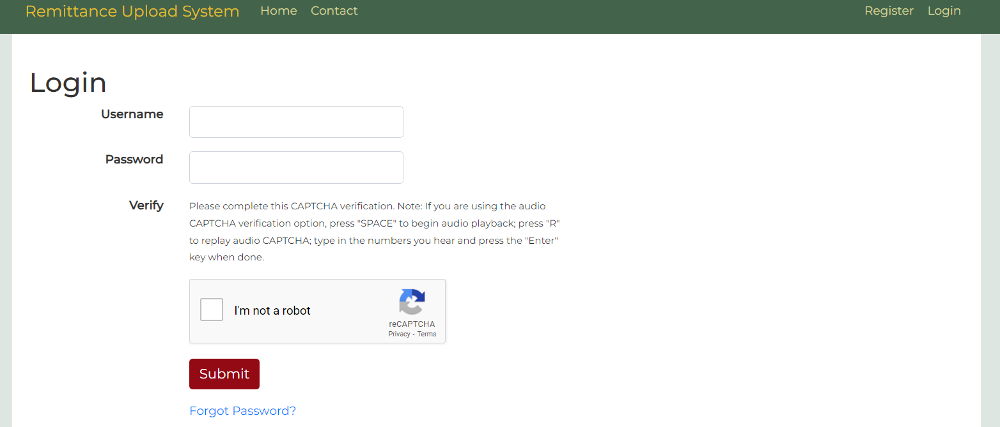 Remittance Upload System Home Contact Register Login
Login
Username
Password
Verify Please complete this CAPTCHA verification. Note: If you are using the audio
CAPTCHA verification option, press "SPACE" to begin audio playback; press "R"
to replay audio CAPTCHA; type in the numbers you hear and press the "Enter"
key when done.
I'm not a robot
reCAPTCHA
Privacy - Terms
Submit
Forgot Password?